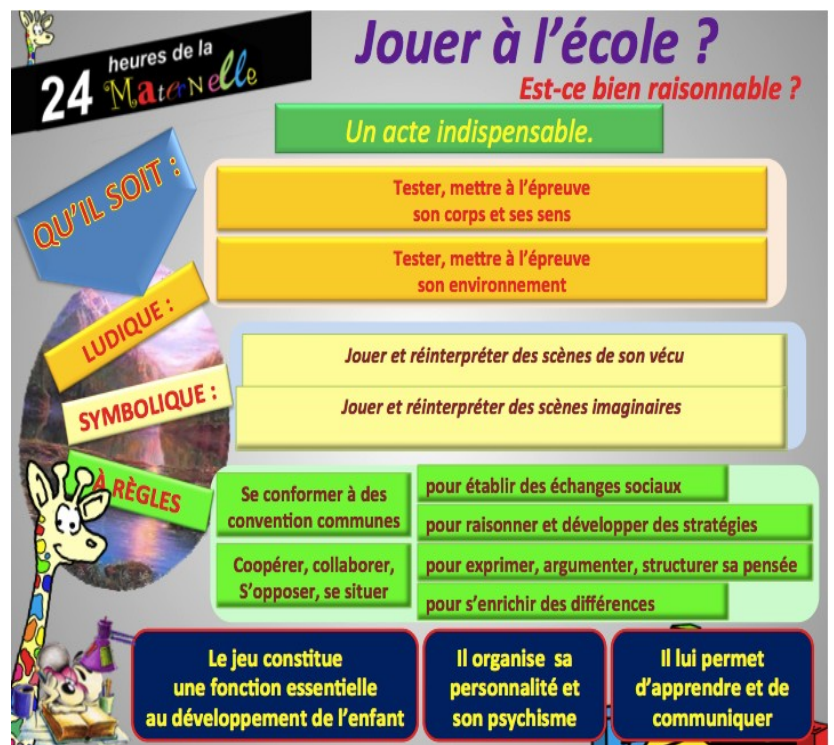 24 heures de la Maternelle
Jouer à l'école ?
Est-ce bien raisonnable ?
Un acte indispensable.
QU'IL SOIT :
Tester, mettre à l'épreuve
son corps et ses sens
Tester, mettre à l'épreuve
son environnement
LUDIQUE :
Jouer et réinterpréter des scènes de son vécu
Jouer et réinterpréter des scènes imaginaires
SYMBOLIQUE :
À RÈGLES
Se conformer à des
convention communes
pour établir des échanges sociaux
pour raisonner et développer des stratégies
Coopérer, collaborer,
S'opposer, se situer
pour exprimer, argumenter, structurer sa pensée
pour s'enrichir des différences
Le jeu constitue
une fonction essentielle
au développement de l'enfant
Il organise sa
personnalité et
son psychisme
Il lui permet
d'apprendre et de
communiquer